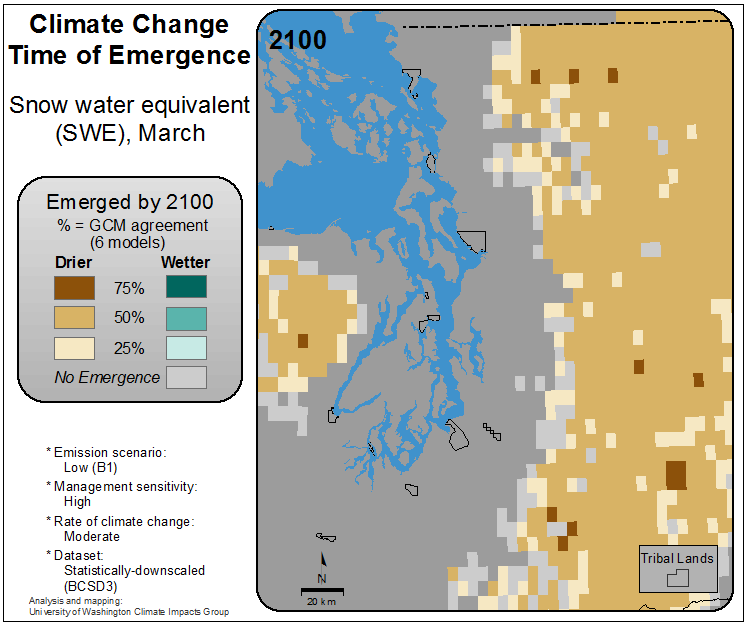 Climate Change
Time of Emergence
Snow water equivalent
(SWE), March
Emerged by 2100
% = GCM agreement
(6 models)
Drier Wetter
75%
50%
25%
No Emergence
* Emission scenario:
Low (B1)
* Management sensitivity:
High
* Rate of climate change:
Moderate
* Dataset:
Statistically-downscaled
(BCSD3)
Analysis and mapping:
University of Washington Climate Impacts Group
2100
N
20 km
Tribal Lands